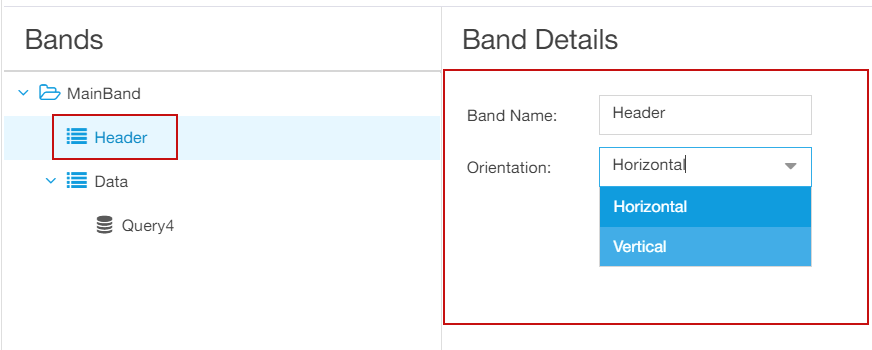 Bands
MainBand
Header
Data
Query4
Band Details
Band Name: Header
Orientation: Horizontal
Horizontal
Vertical